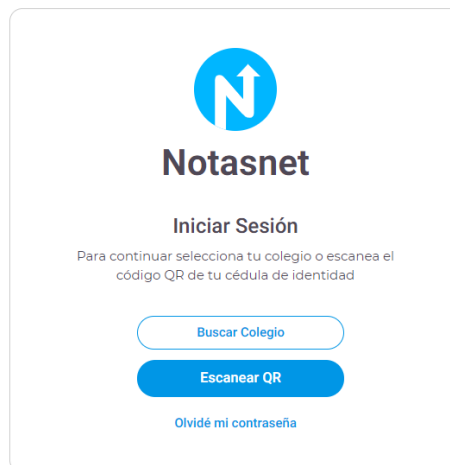 Notasnet
Iniciar Sesión
Para continuar selecciona tu colegio o escanea el
código QR de tu cédula de identidad
Buscar Colegio
Escanear QR
Olvidé mi contraseña